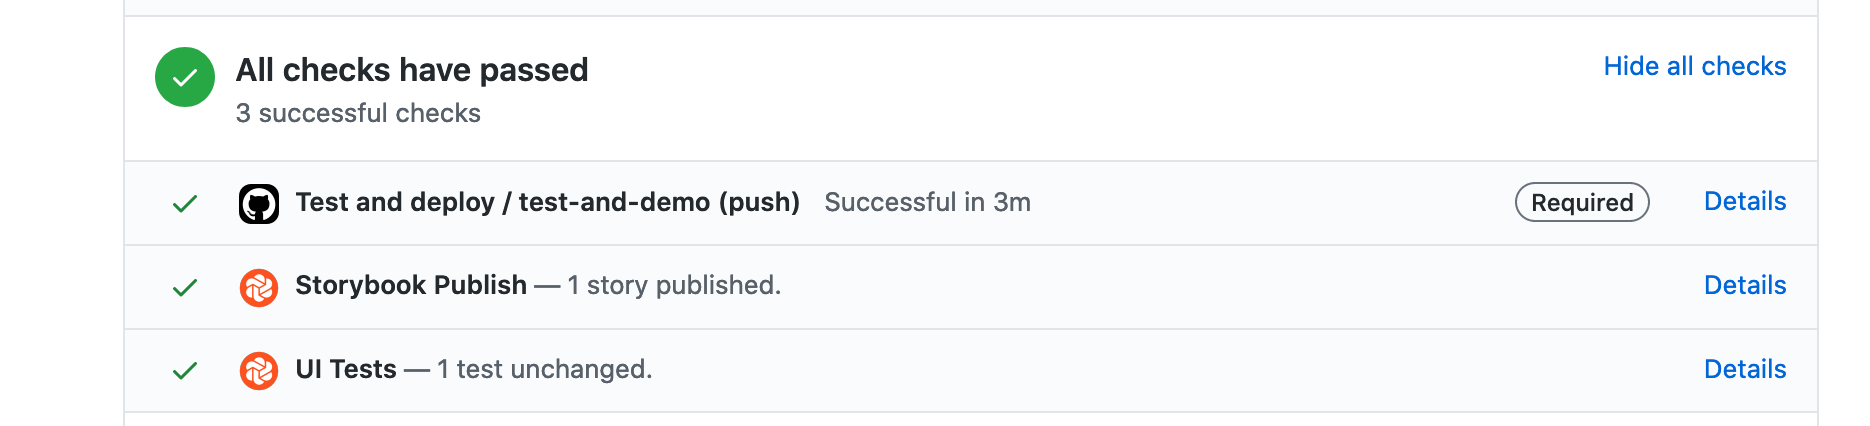 All checks have passed
Hide all checks
3 successful checks
Test and deploy / test-and-demo (push) Successful in 3m Required Details
Storybook Publish — 1 story published. Details
UI Tests — 1 test unchanged. Details